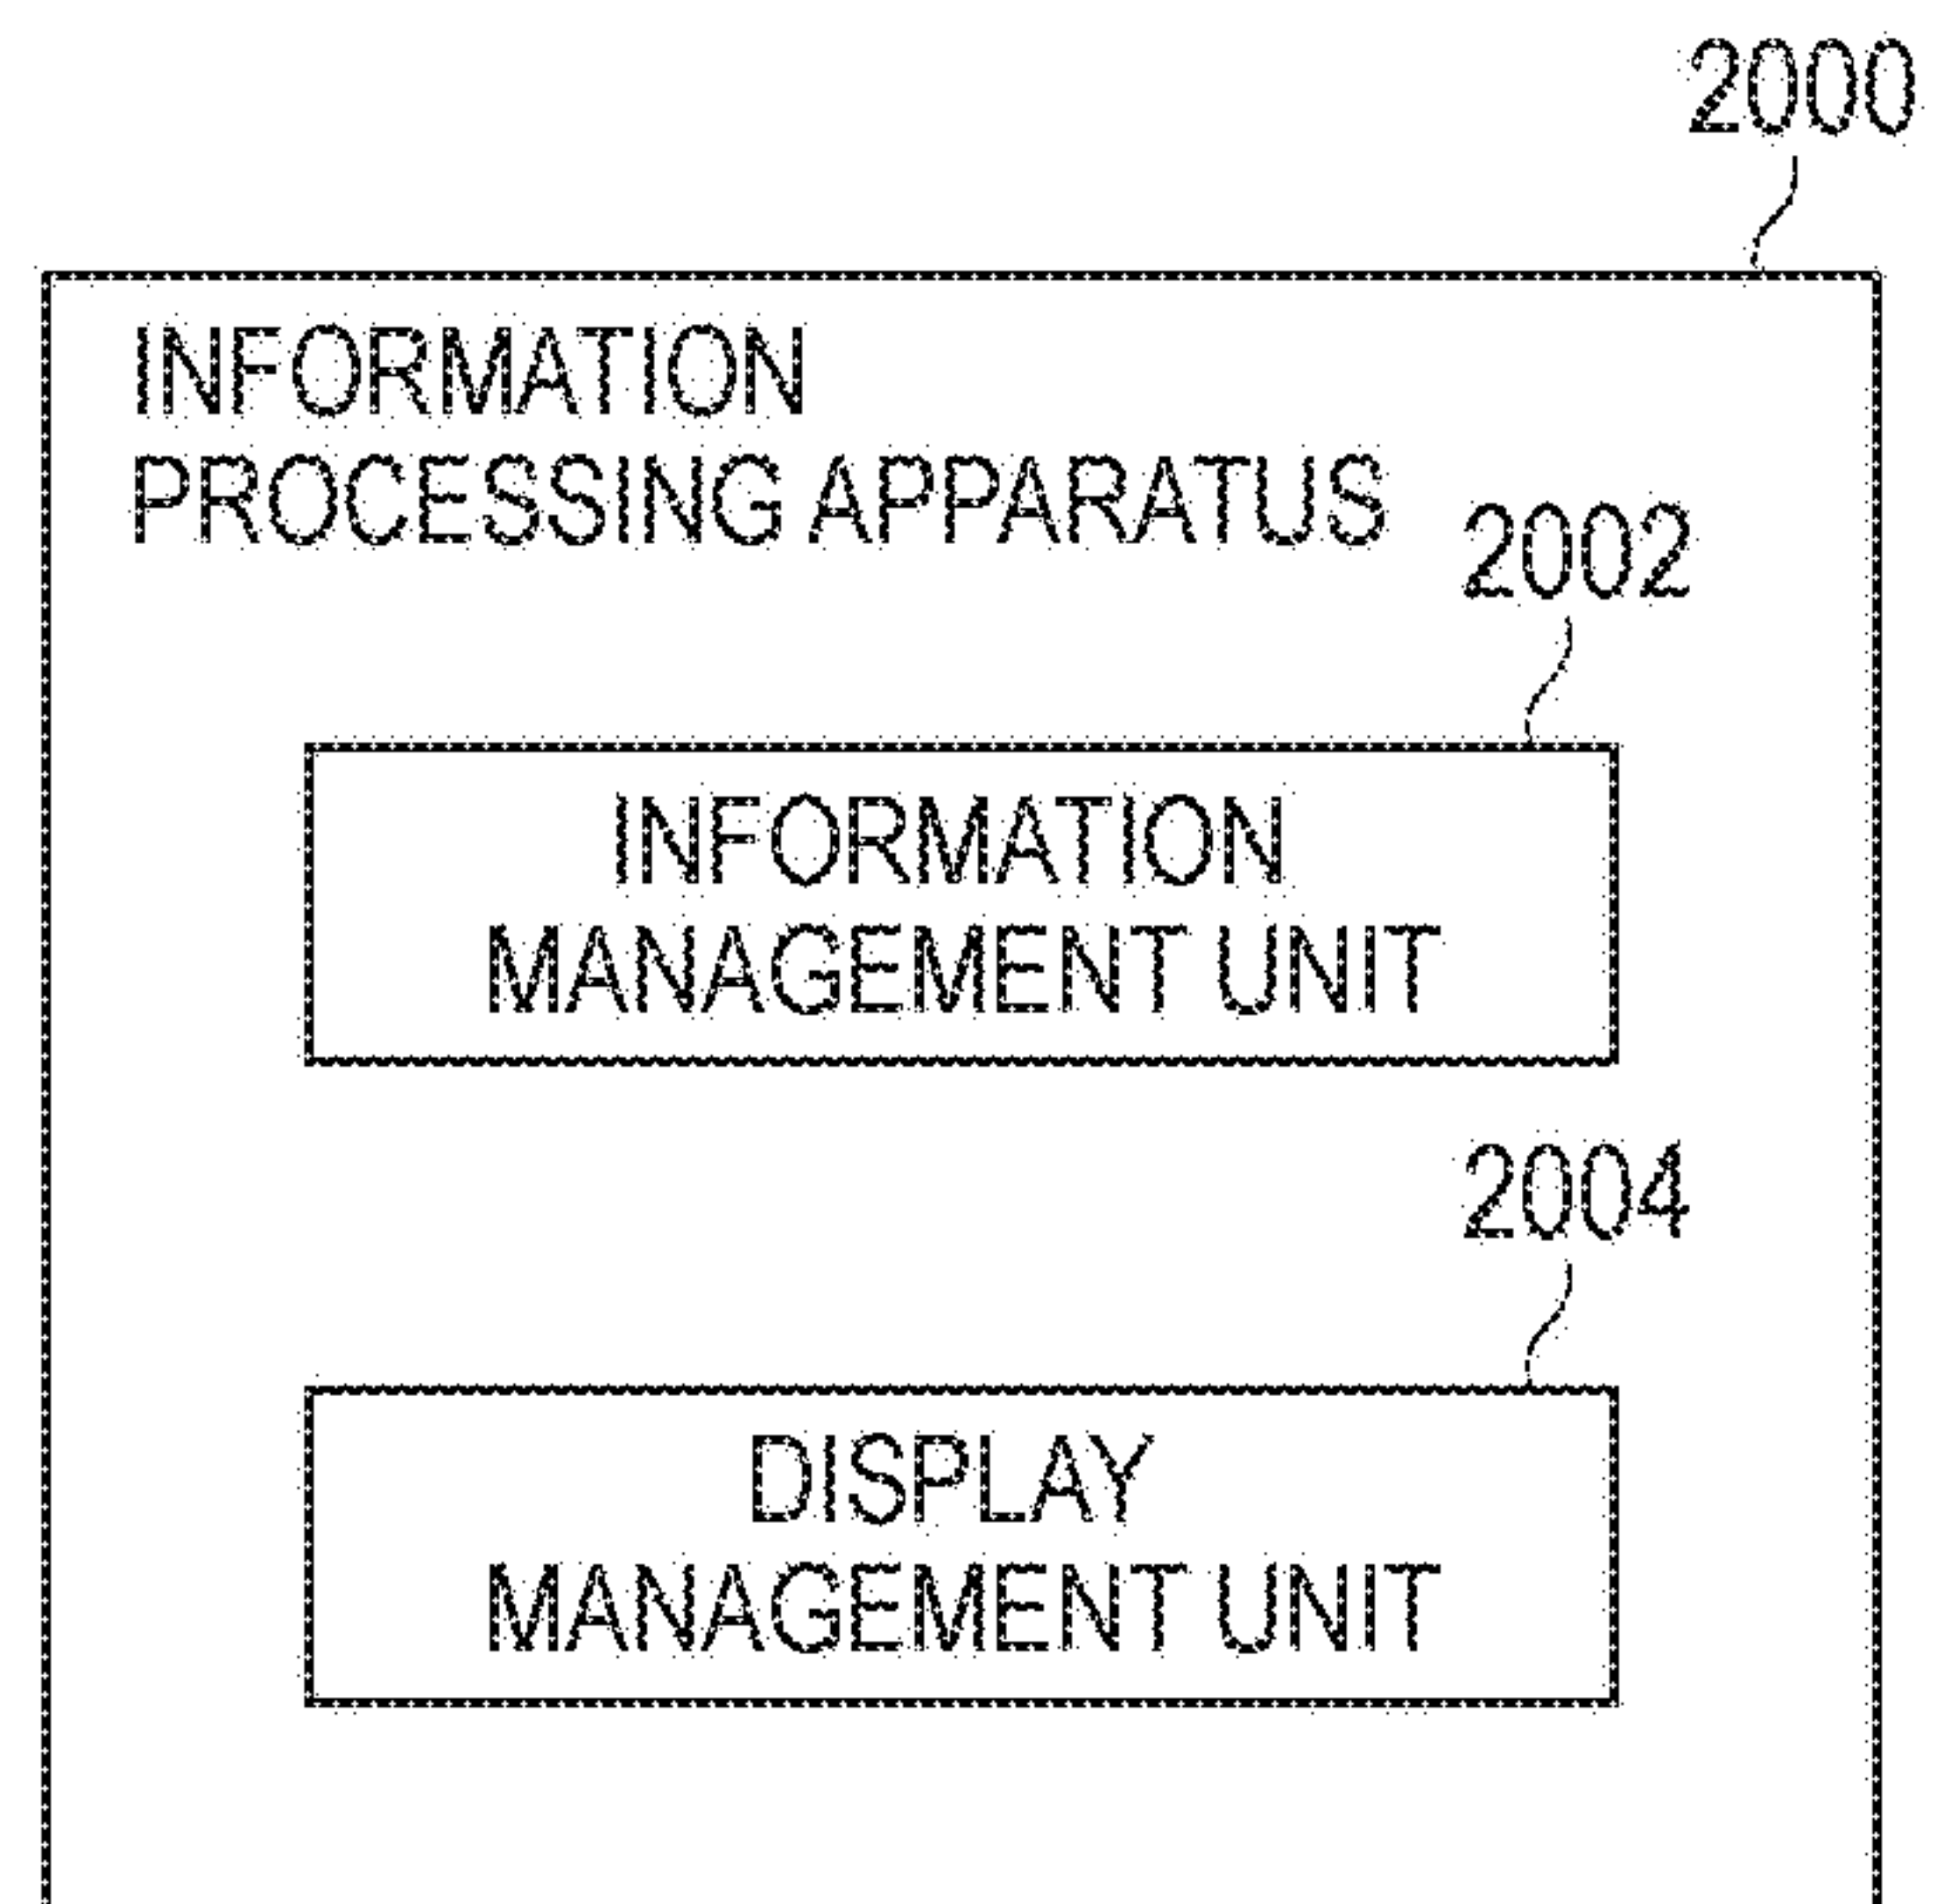 2000
INFORMATION
PROCESSING APPARATUS
2002
INFORMATION
MANAGEMENT UNIT
2004
DISPLAY
MANAGEMENT UNIT